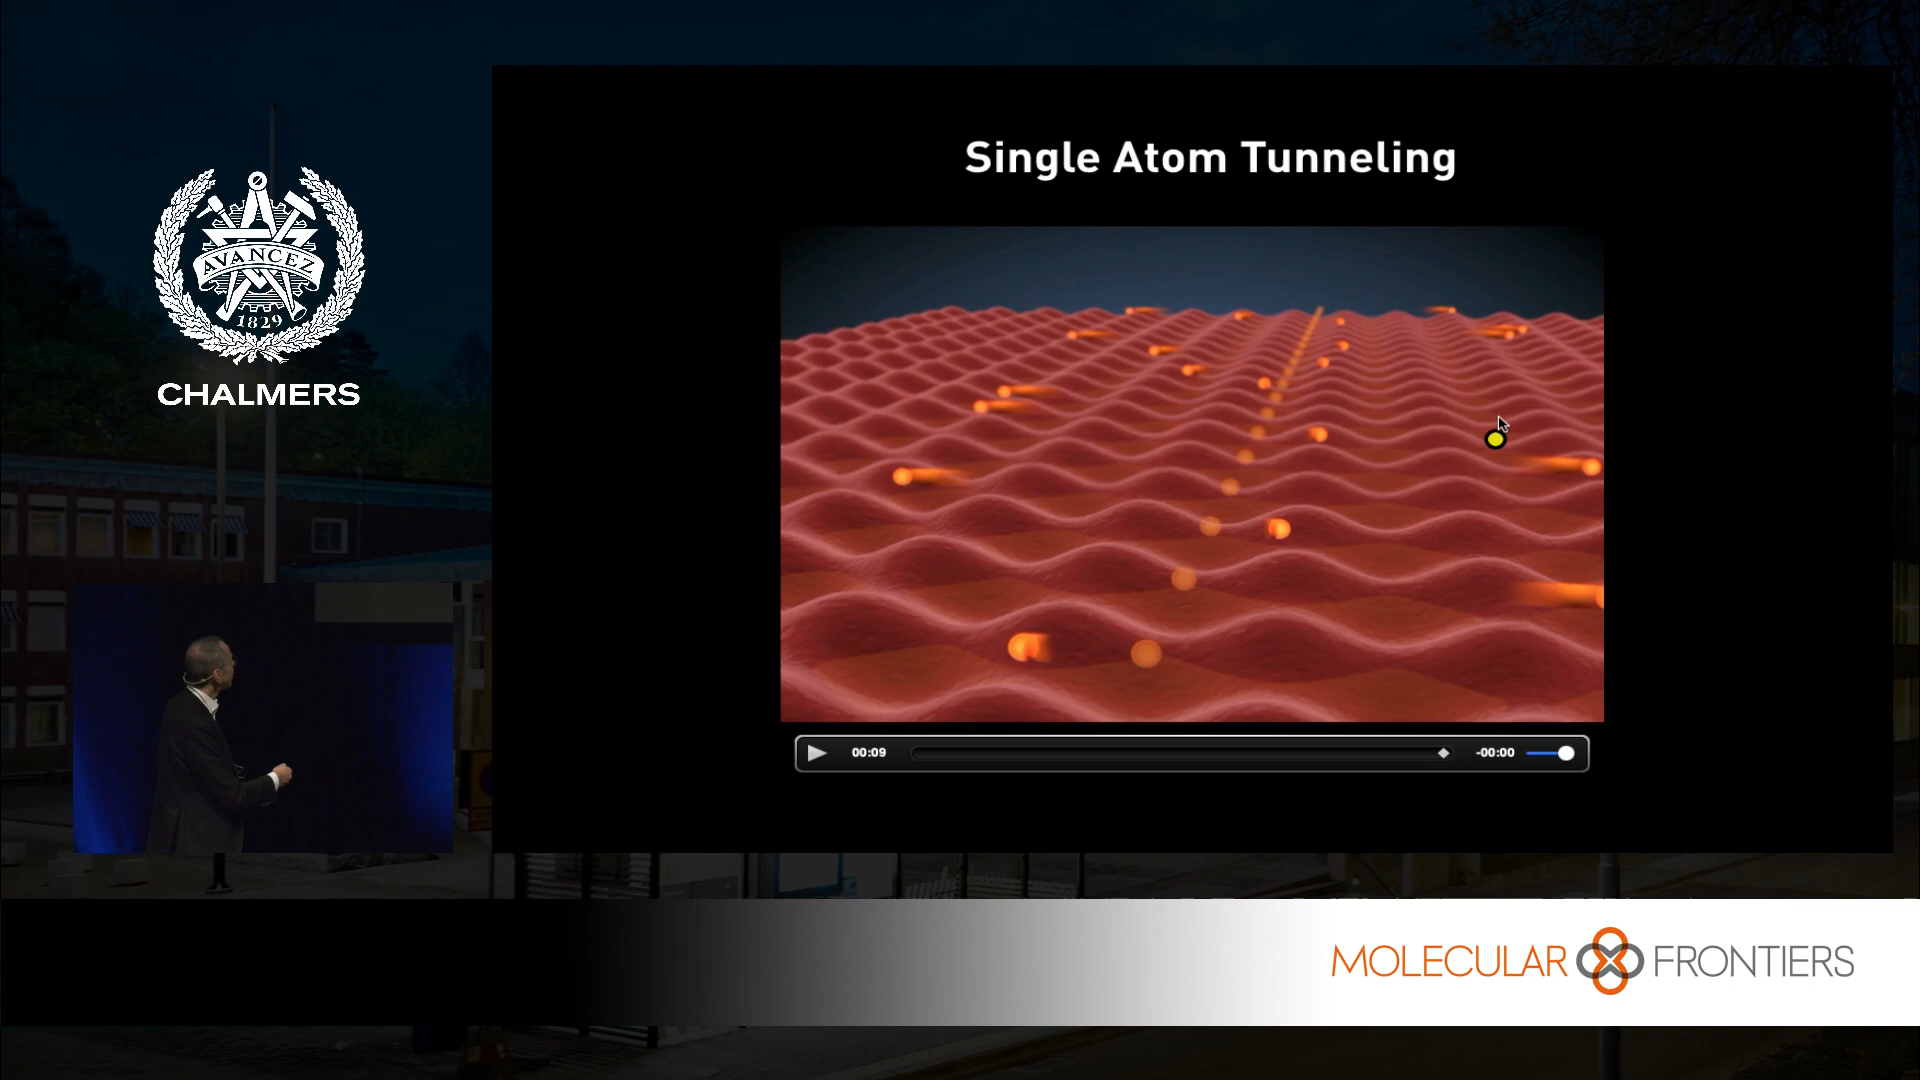 Single Atom Tunneling
AVANCEZ
1829
CHALMERS
00:09
-00:00
MOLECULAR FRONTIERS